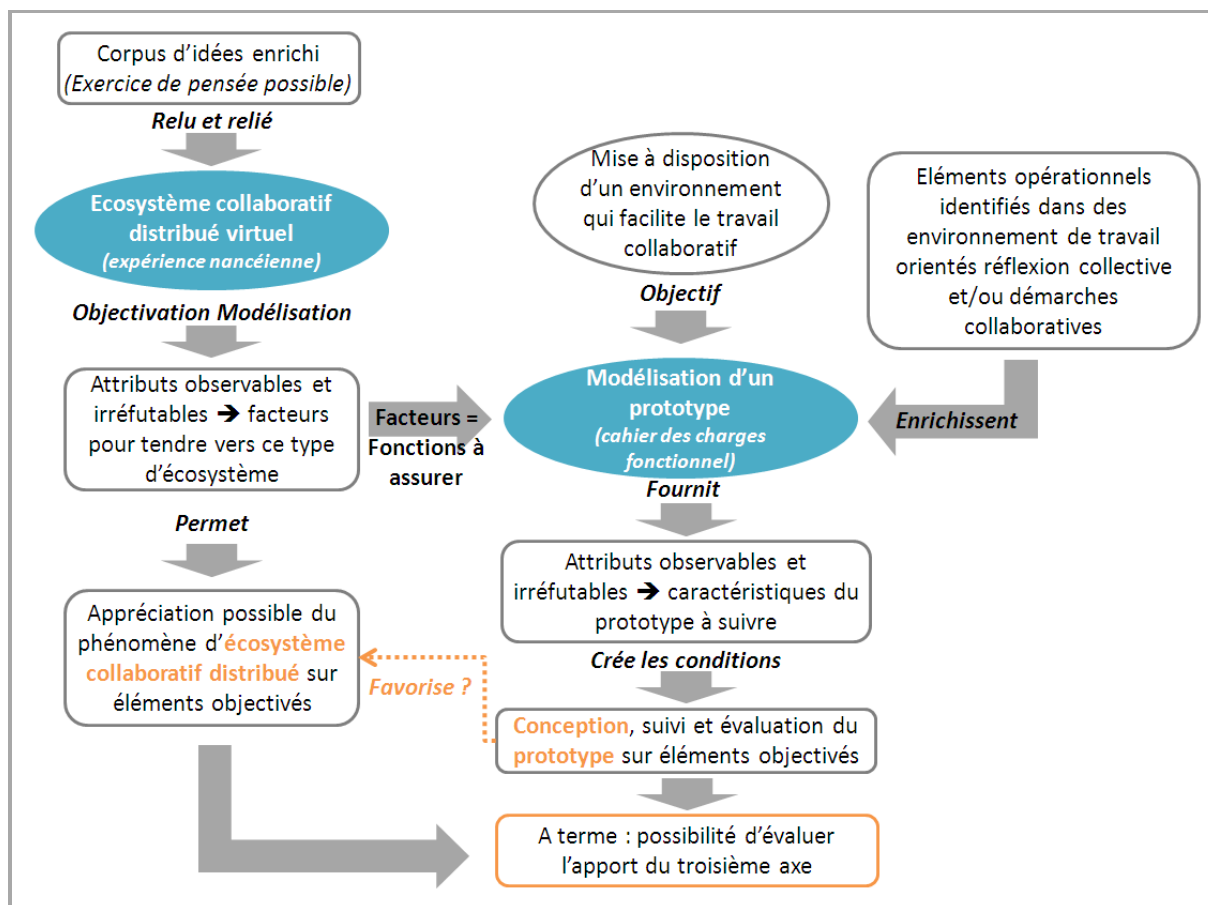 Corpus d'idées enrichi
(Exercice de pensée possible)
Relu et relié
Ecosystème collaboratif
distribué virtuel
(expérience nancéienne)
Objectivation Modélisation
Attributs observables et
irréfutables ➔ facteurs
pour tendre vers ce type
d'écosystème
Permet
Appréciation possible du
phénomène d'écosystème
collaboratif distribué sur
éléments objectivés
Facteurs =
Fonctions à
assurer
Mise à disposition
d'un environnement
qui facilite le travail
collaboratif
Objectif
Modélisation d'un
prototype
(cahier des charges
fonctionnel)
Fournit
Eléments opérationnels
identifiés dans des
environnement de travail
orientés réflexion collective
et/ou démarches
collaboratives
Enrichissent
Attributs observables et
irréfutables ➔ caractéristiques du
prototype à suivre
Crée les conditions
Favorise ?
Conception, suivi et évaluation du
prototype sur éléments objectivés
A terme : possibilité d'évaluer
l'apport du troisième axe